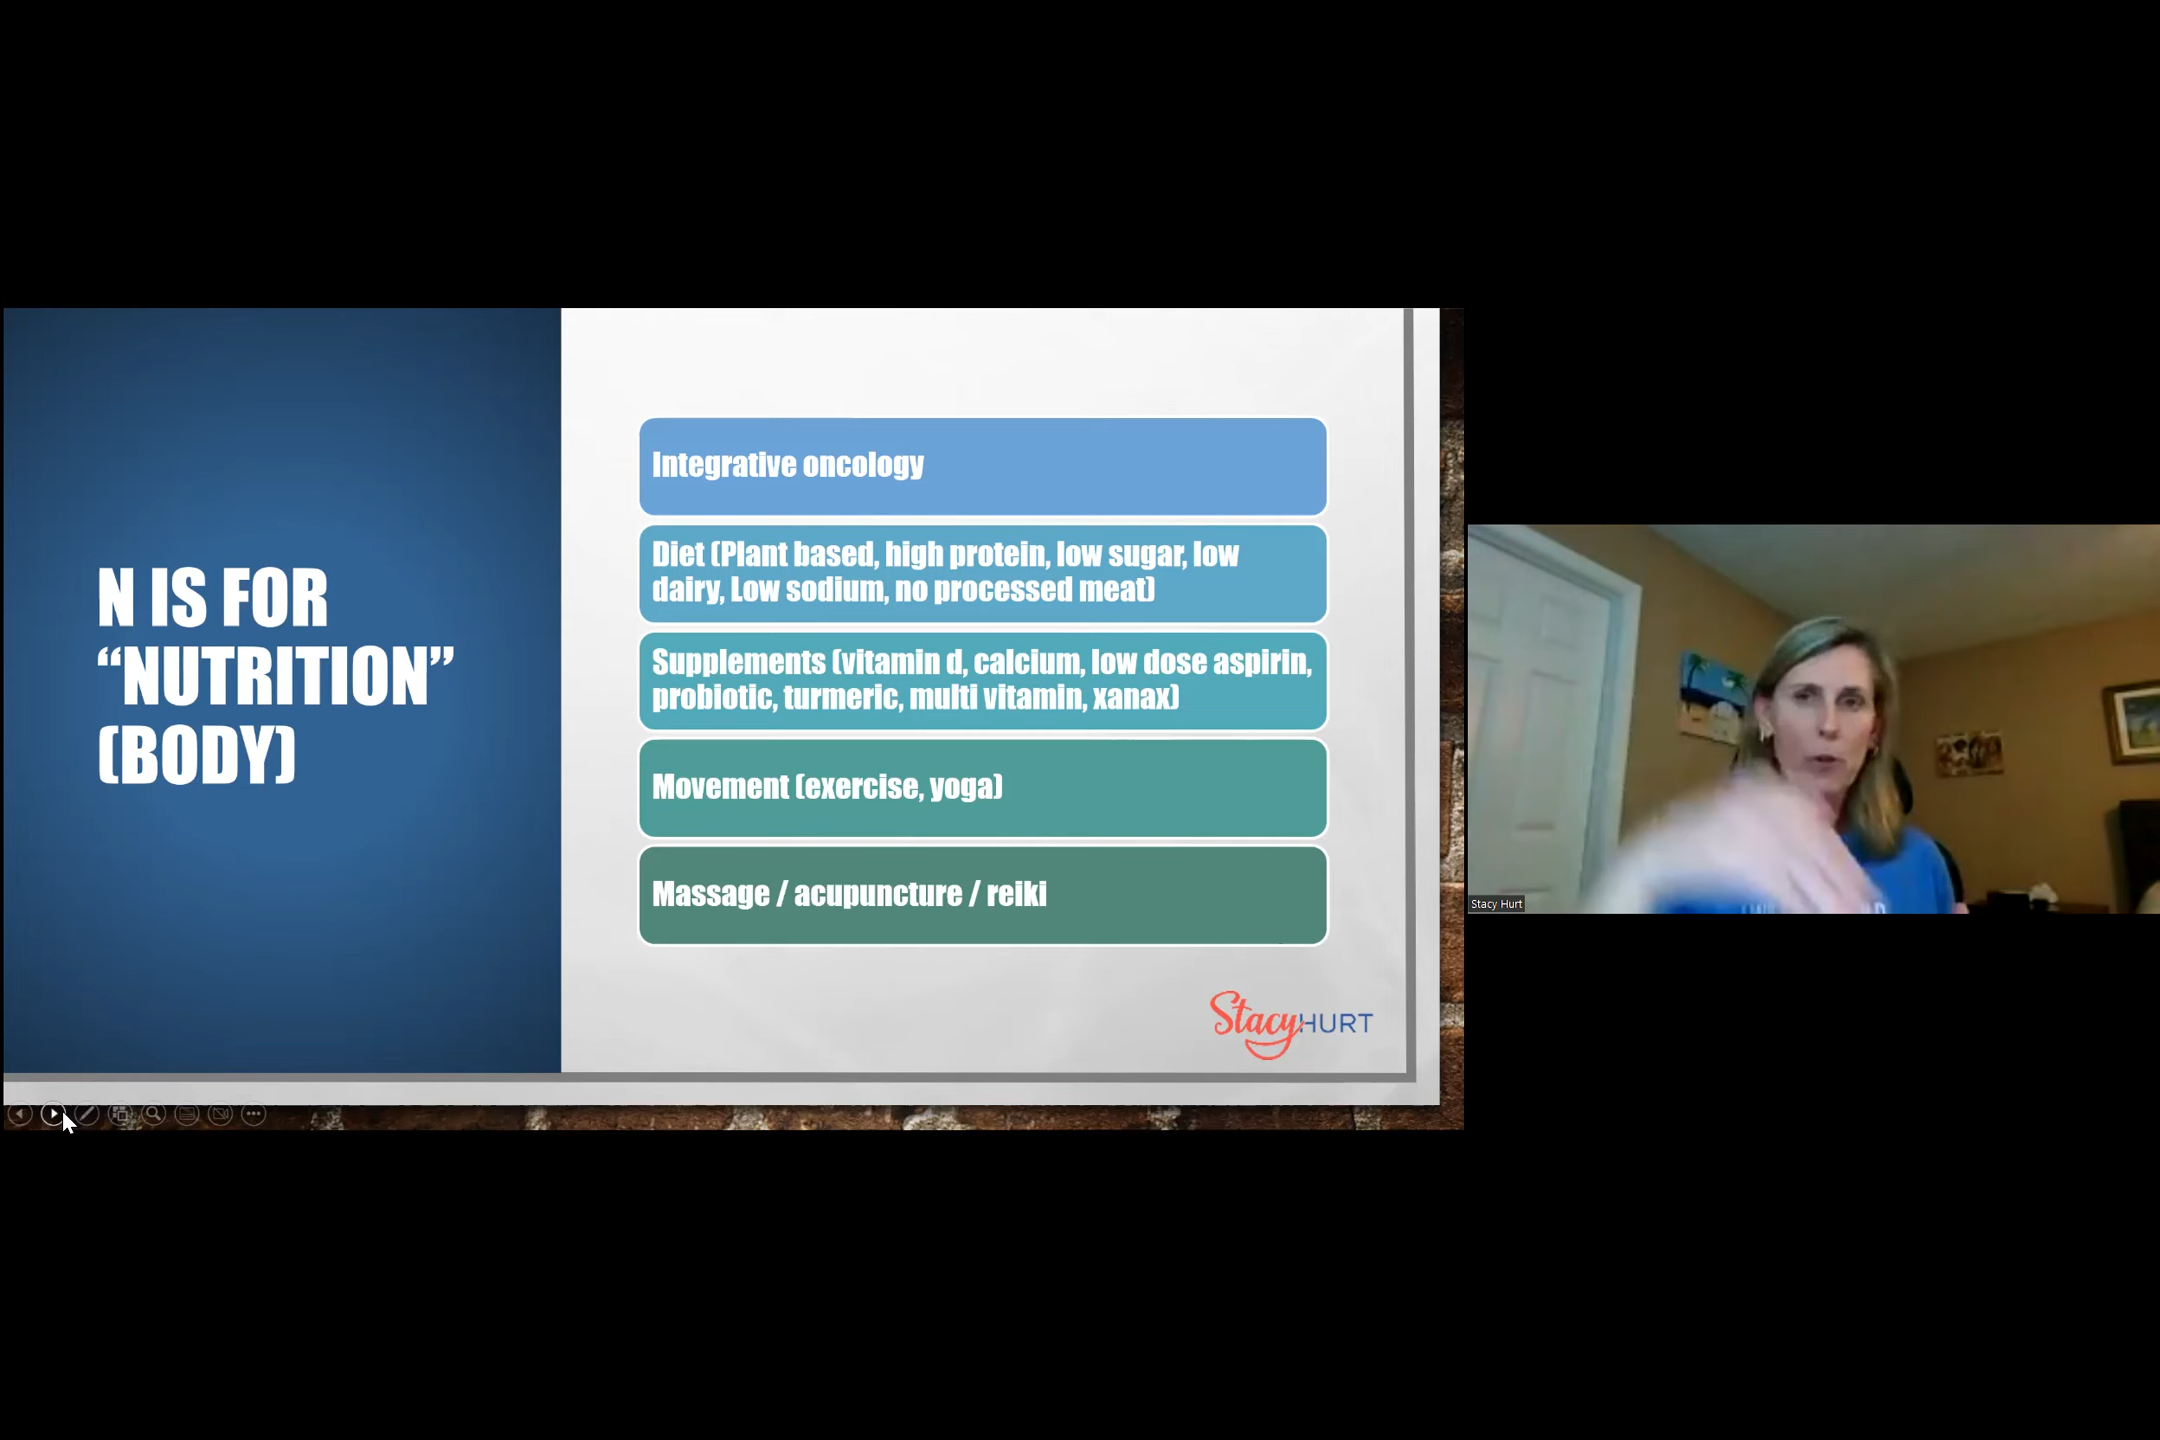 N IS FOR
“NUTRITION”
(BODY)
Integrative oncology
Diet (Plant based, high protein, low sugar, low
dairy, Low sodium, no processed meat)
Supplements (vitamin d, calcium, low dose aspirin,
probiotic, turmeric, multi vitamin, xanax)
Movement (exercise, yoga)
Massage / acupuncture / reiki
StacyHURT
Stacy Hurt